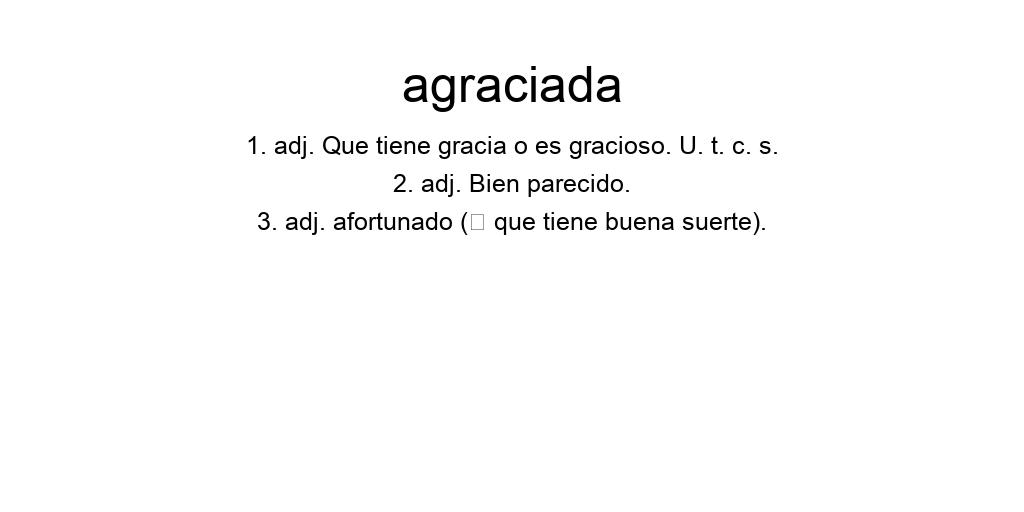 agraciada
1. adj. Que tiene gracia o es gracioso. U. t. c. s.
2. adj. Bien parecido.
3. adj. afortunado (□ que tiene buena suerte).